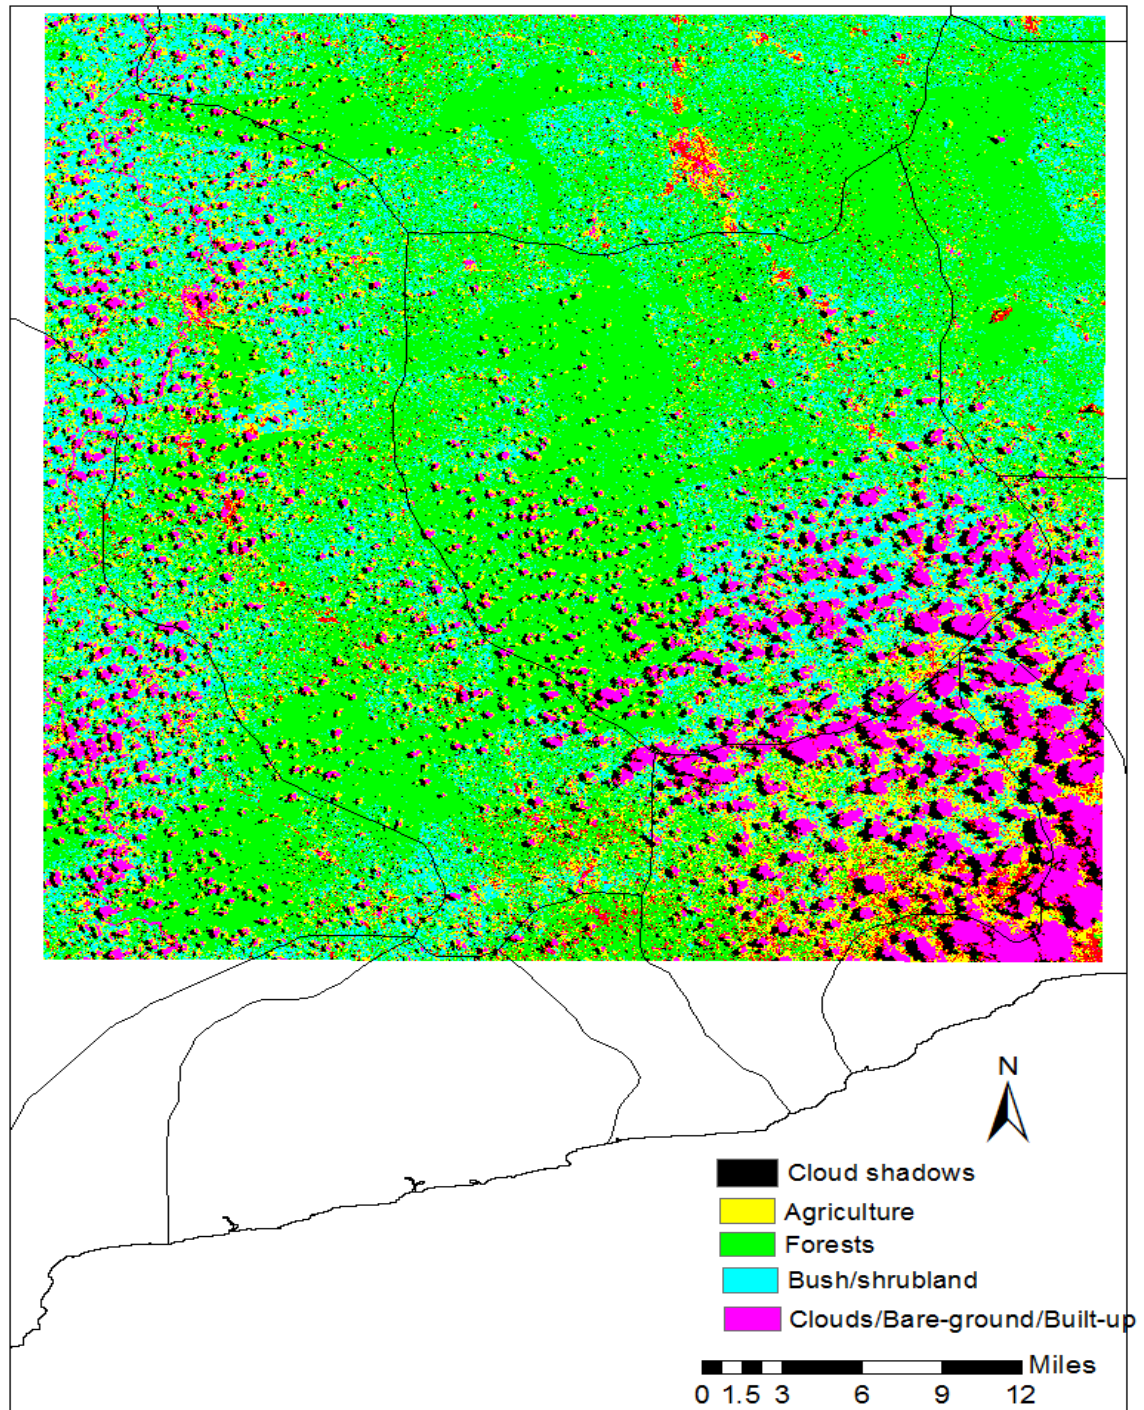 N
Cloud shadows
Agriculture
Forests
Bush/shrubland
Clouds/Bare-ground/Built-up
Miles
0 1.5 3 6 9 12